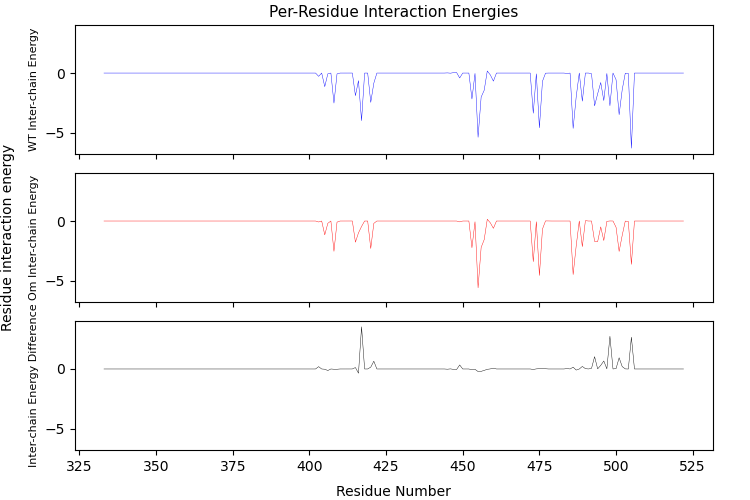 Per-Residue Interaction Energies
Residue interaction energy
WT Inter-chain Energy
0
−5
Om Inter-chain Energy
0
−5
Inter-chain Energy Difference
0
−5
325 350 375 400 425 450 475 500 525
Residue Number